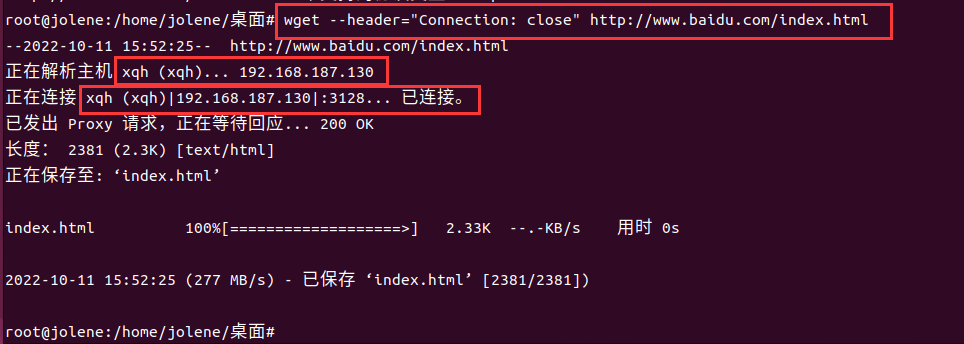 root@jolene:/home/jolene/桌面# wget --header="Connection: close" http://www.baidu.com/index.html
--2022-10-11 15:52:25--  http://www.baidu.com/index.html
正在解析主机 xqh (xqh)... 192.168.187.130
正在连接 xqh (xqh)|192.168.187.130|:3128... 已连接。
已发出 Proxy 请求，正在等待回应... 200 OK
长度： 2381 (2.3K) [text/html]
正在保存至: ‘index.html’
index.html          100%[===================>]   2.33K  --.-KB/s    用时 0s
2022-10-11 15:52:25 (277 MB/s) - 已保存 ‘index.html’ [2381/2381])
root@jolene:/home/jolene/桌面#